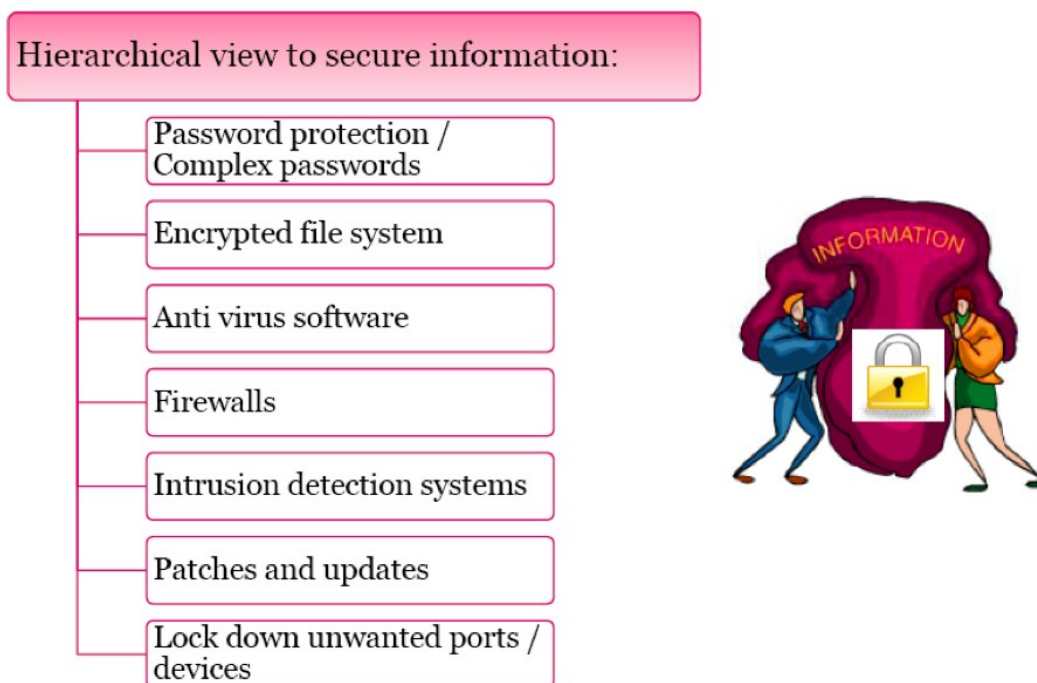 Hierarchical view to secure information:
Password protection /
Complex passwords
Encrypted file system
Anti virus software
Firewalls
Intrusion detection systems
Patches and updates
Lock down unwanted ports /
devices
INFORMATION